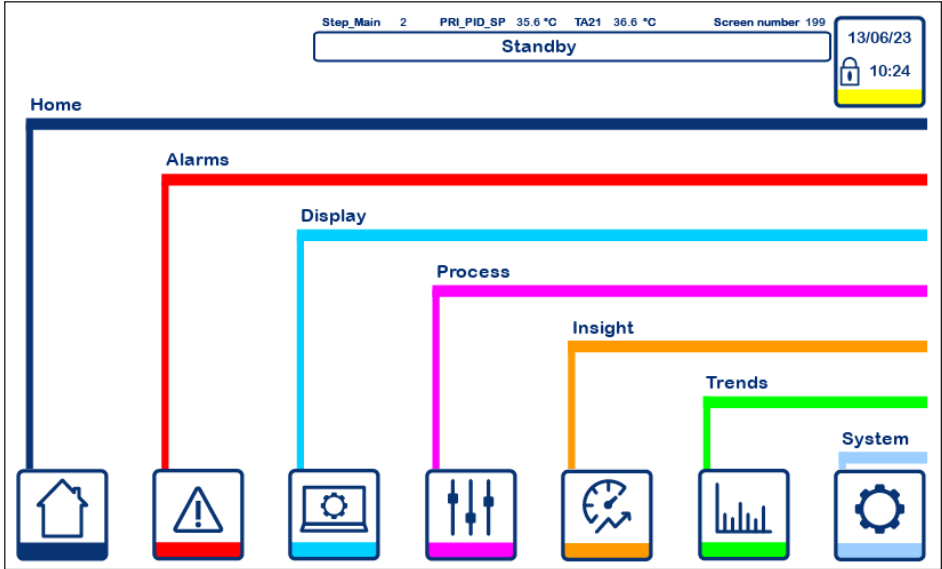 Step_Main 2 PRI_PID_SP 35.6 °C TA21 36.6 °C Screen number 199
Standby
13/06/23
10:24
Home
Alarms
Display
Process
Insight
Trends
System